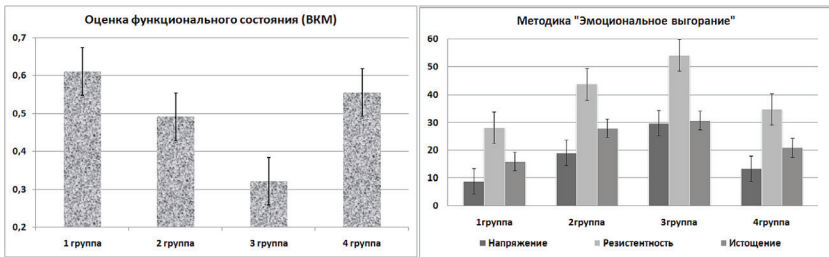 Оценка функционального состояния (ВКМ)
0,7
0,6
0,5
0,4
0,3
0,2
1 группа 2 группа 3 группа 4 группа
Методика "Эмоциональное выгорание"
60
50
40
30
20
10
0
1группа 2группа 3группа 4группа
Напряжение Резистентность Истощение